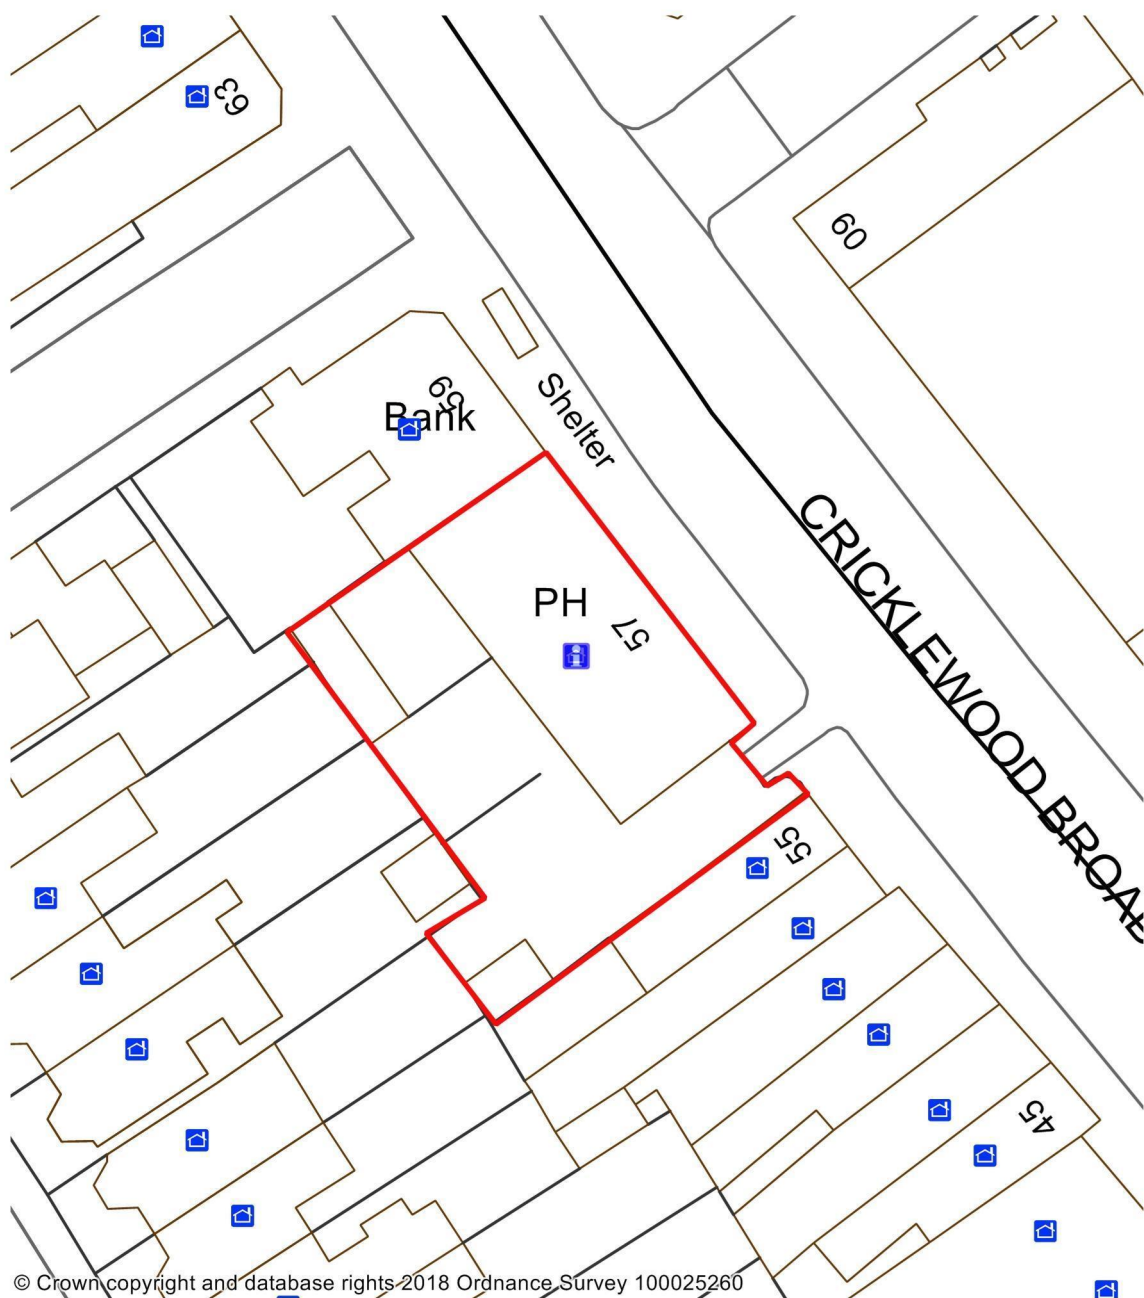 63
60
59
Bank
Shelter
CRICKLEWOOD BROAD
PH
57
55
45
© Crown copyright and database rights 2018 Ordnance Survey 100025260